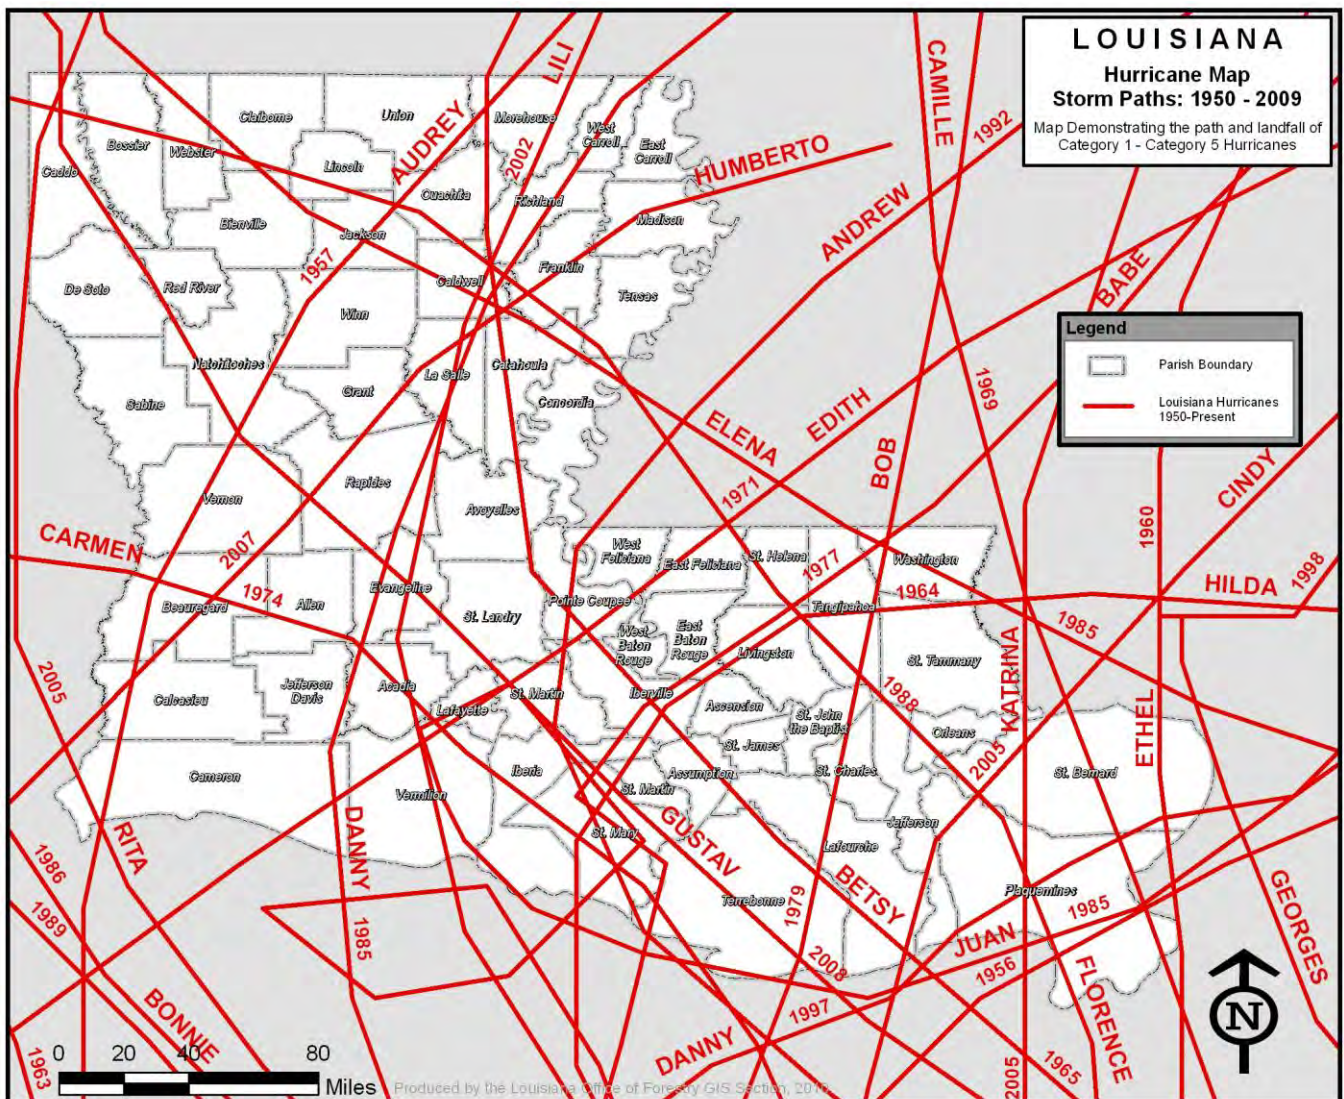 LOUISIANA
Hurricane Map
Storm Paths: 1950 - 2009
Map Demonstrating the path and landfall of
Category 1 - Category 5 Hurricanes
Legend
Parish Boundary
Louisiana Hurricanes
1950-Present
LILI
2002
AUDREY
1957
HUMBERTO
2007
CAMILLE
1969
1992
ANDREW
BABE
1977
EDITH
1971
ELENA
1985
BOB
1979
CINDY
2005
1960
ETHEL
HILDA
1964
1998
GEORGES
KATRINA
2005
CARMEN
1974
2005
RITA
1986
1989
BONNIE
1963
DANNY
1985
GUSTAV
2008
BETSY
1965
JUAN
1985
1956
DANNY
1997
FLORENCE
1988
Caddo
Bossier
Webster
Claiborne
Union
Lincoln
Morehouse
West
Carroll
East
Carroll
Ouachita
Richland
Madison
Bienville
Jackson
De Soto
Red River
Caldwell
Franklin
Tensas
Winn
Natchitoches
Sabine
Grant
La Salle
Catahoula
Concordia
Vernon
Rapides
Avoyelles
Beauregard
Allen
Evangeline
St. Landry
Pointe Coupee
West
Feliciana
East Feliciana
St. Helena
Washington
Tangipahoa
West
Baton
Rouge
East
Baton
Rouge
Livingston
St. Tammany
Calcasieu
Jefferson
Davis
Acadia
Lafayette
St. Martin
Iberville
Ascension
St. John
the Baptist
St. James
Orleans
Cameron
Vermilion
Iberia
St. Martin
Assumption
St. Charles
St. Bernard
St. Mary
Jefferson
Lafourche
Terrebonne
Plaquemines
N
0 20 40 80
Miles
Produced by the Louisiana Office of Forestry GIS Section, 2010